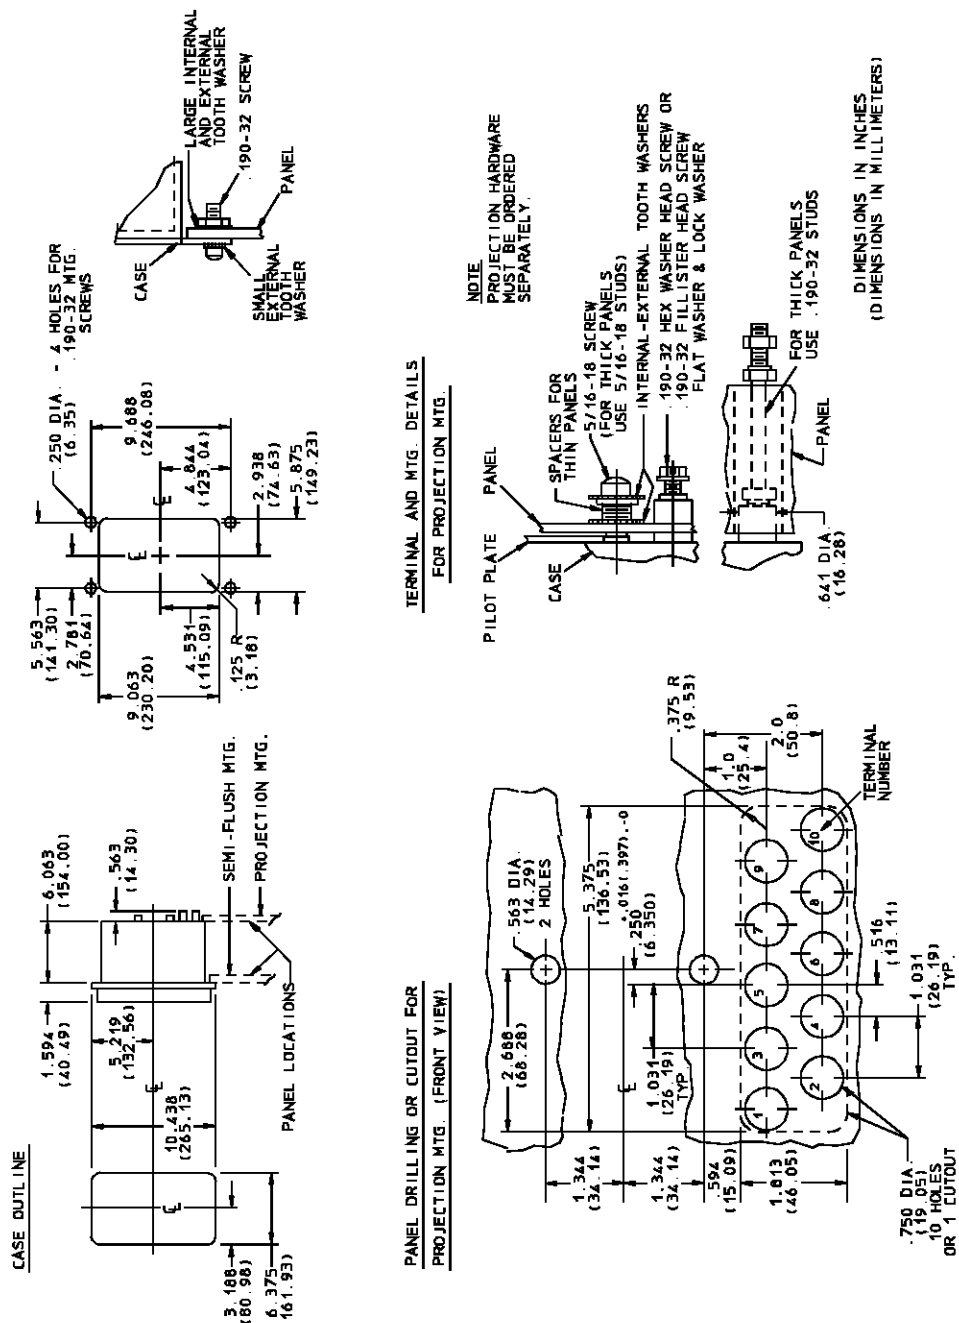 CASE OUTLINE
1.594
(40.49)
6.063
(154.00)
.563
(14.30)
5.219
(132.56)
10.438
(265.13)
3.188
(80.98)
6.375
161.93)
SEMI-FLUSH MTG.
PROJECTION MTG.
PANEL LOCATIONS
5.563
(141.30)
2.781
(70.64)
.250 DIA. - 4 HOLES FOR
(6.35) .190-32 MTG.
SCREWS
9.063
(230.20)
4.531
(115.09)
.125 R
(3.18)
9.688
(246.08)
4.844
(123.04)
2.938
(74.63)
5.875
(149.23)
CASE
LARGE INTERNAL
AND EXTERNAL
TOOTH WASHER
.190-32 SCREW
PANEL
SMALL
EXTERNAL
TOOTH
WASHER
PANEL DRILLING OR CUTOUT FOR
PROJECTION MTG. (FRONT VIEW)
2.688
(68.28)
.563 DIA.
(14.29)
2 HOLES
5.375
(136.53)
.250 +.016(.397),-0
(6.350)
1.031
(26.19)
TYP
1.344
(34.14)
1.344
(34.14)
.594
(15.09)
1.813
(46.05)
.375 R
(9.53)
1.0
(25.4)
2.0
(50.8)
1
3
5
7
9
2
4
6
8
10
TERMINAL
NUMBER
.516
(13.11)
1.031
(26.19)
TYP.
.750 DIA.
(19.05)
10 HOLES
OR 1 CUTOUT
TERMINAL AND MTG. DETAILS
FOR PROJECTION MTG.
PILOT PLATE
PANEL
CASE
SPACERS FOR
THIN PANELS
5/16-18 SCREW
(FOR THICK PANELS
USE 5/16-18 STUDS)
INTERNAL-EXTERNAL TOOTH WASHERS
.190-32 HEX WASHER HEAD SCREW OR
.190-32 FILLISTER HEAD SCREW
FLAT WASHER & LOCK WASHER
NOTE
PROJECTION HARDWARE
MUST BE ORDERED
SEPARATELY.
.641 DIA.
(16.28)
PANEL
FOR THICK PANELS
USE .190-32 STUDS
DIMENSIONS IN INCHES
(DIMENSIONS IN MILLIMETERS)